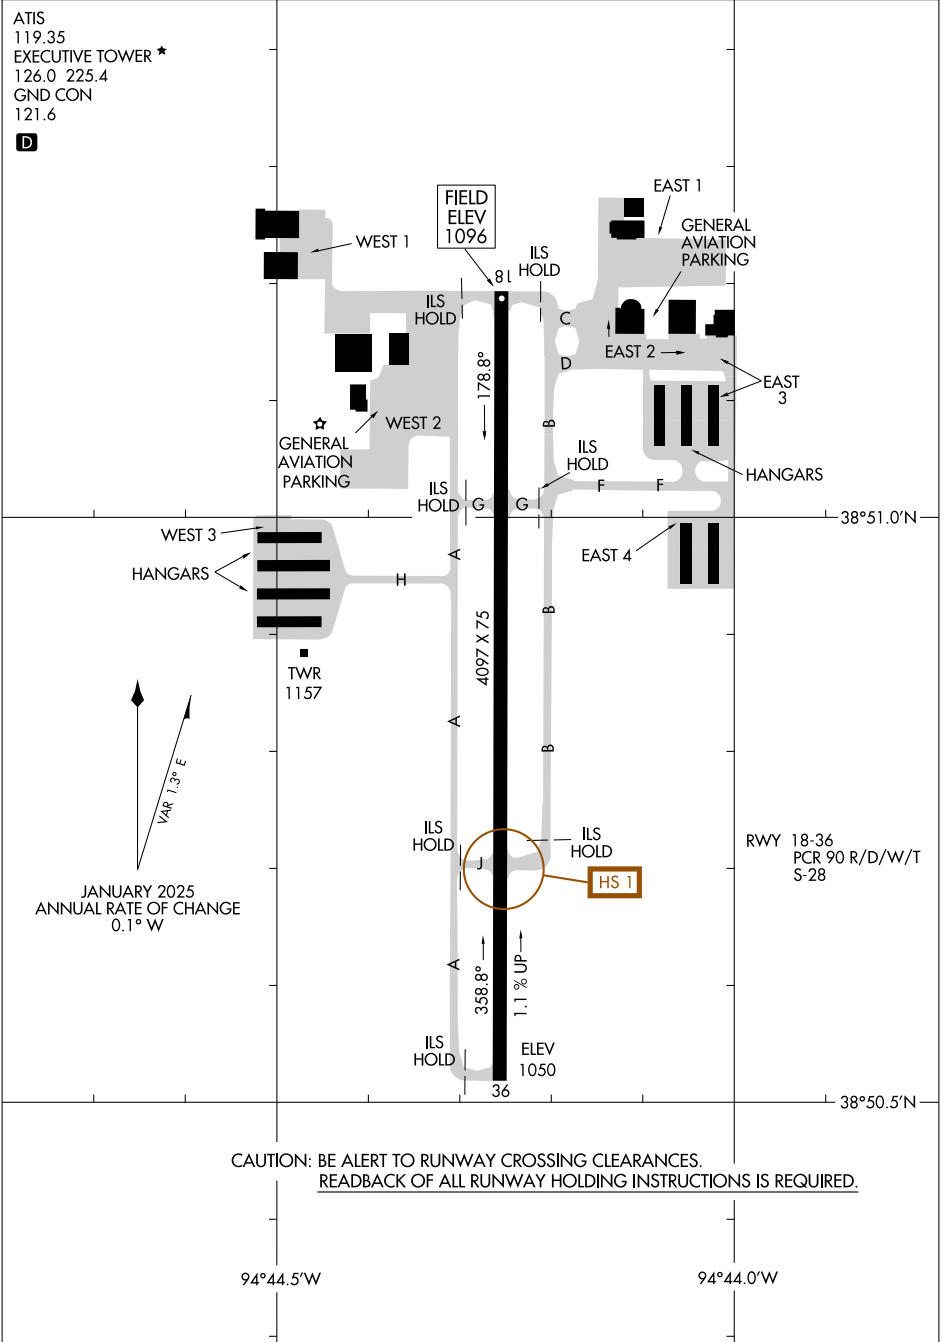 ATIS
119.35
EXECUTIVE TOWER
126.0 225.4
GND CON
121.6
D
FIELD
ELEV
1096
EAST 1
GENERAL
AVIATION
PARKING
WEST 1
ILS
HOLD
18
ILS
HOLD
C
EAST 2
D
EAST
3
178.8°
WEST 2
B
GENERAL
AVIATION
PARKING
ILS
HOLD
HANGARS
ILS
HOLD
G
G
F
F
38°51.0'N
WEST 3
HANGARS
A
H
EAST 4
B
4097 X 75
TWR
1157
A
B
VAR 1.3° E
JANUARY 2025
ANNUAL RATE OF CHANGE
0.1° W
ILS
HOLD
J
ILS
HOLD
HS 1
RWY 18-36
PCR 90 R/D/W/T
S-28
A
358.8°
1.1 % UP
ILS
HOLD
ELEV
1050
36
38°50.5'N
CAUTION: BE ALERT TO RUNWAY CROSSING CLEARANCES.
READBACK OF ALL RUNWAY HOLDING INSTRUCTIONS IS REQUIRED.
94°44.5'W
94°44.0'W